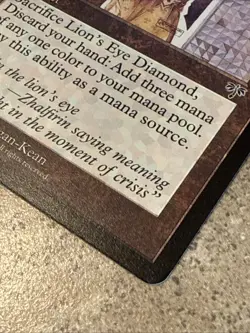 Sacrifice Lion's Eye Diamond,
Discard your hand: Add three mana
of any one color to your mana pool.
this ability as a mana source.
the lion's eye
—Zhalfirin saying meaning
in the moment of crisis"
an-Kean
rights reserved.